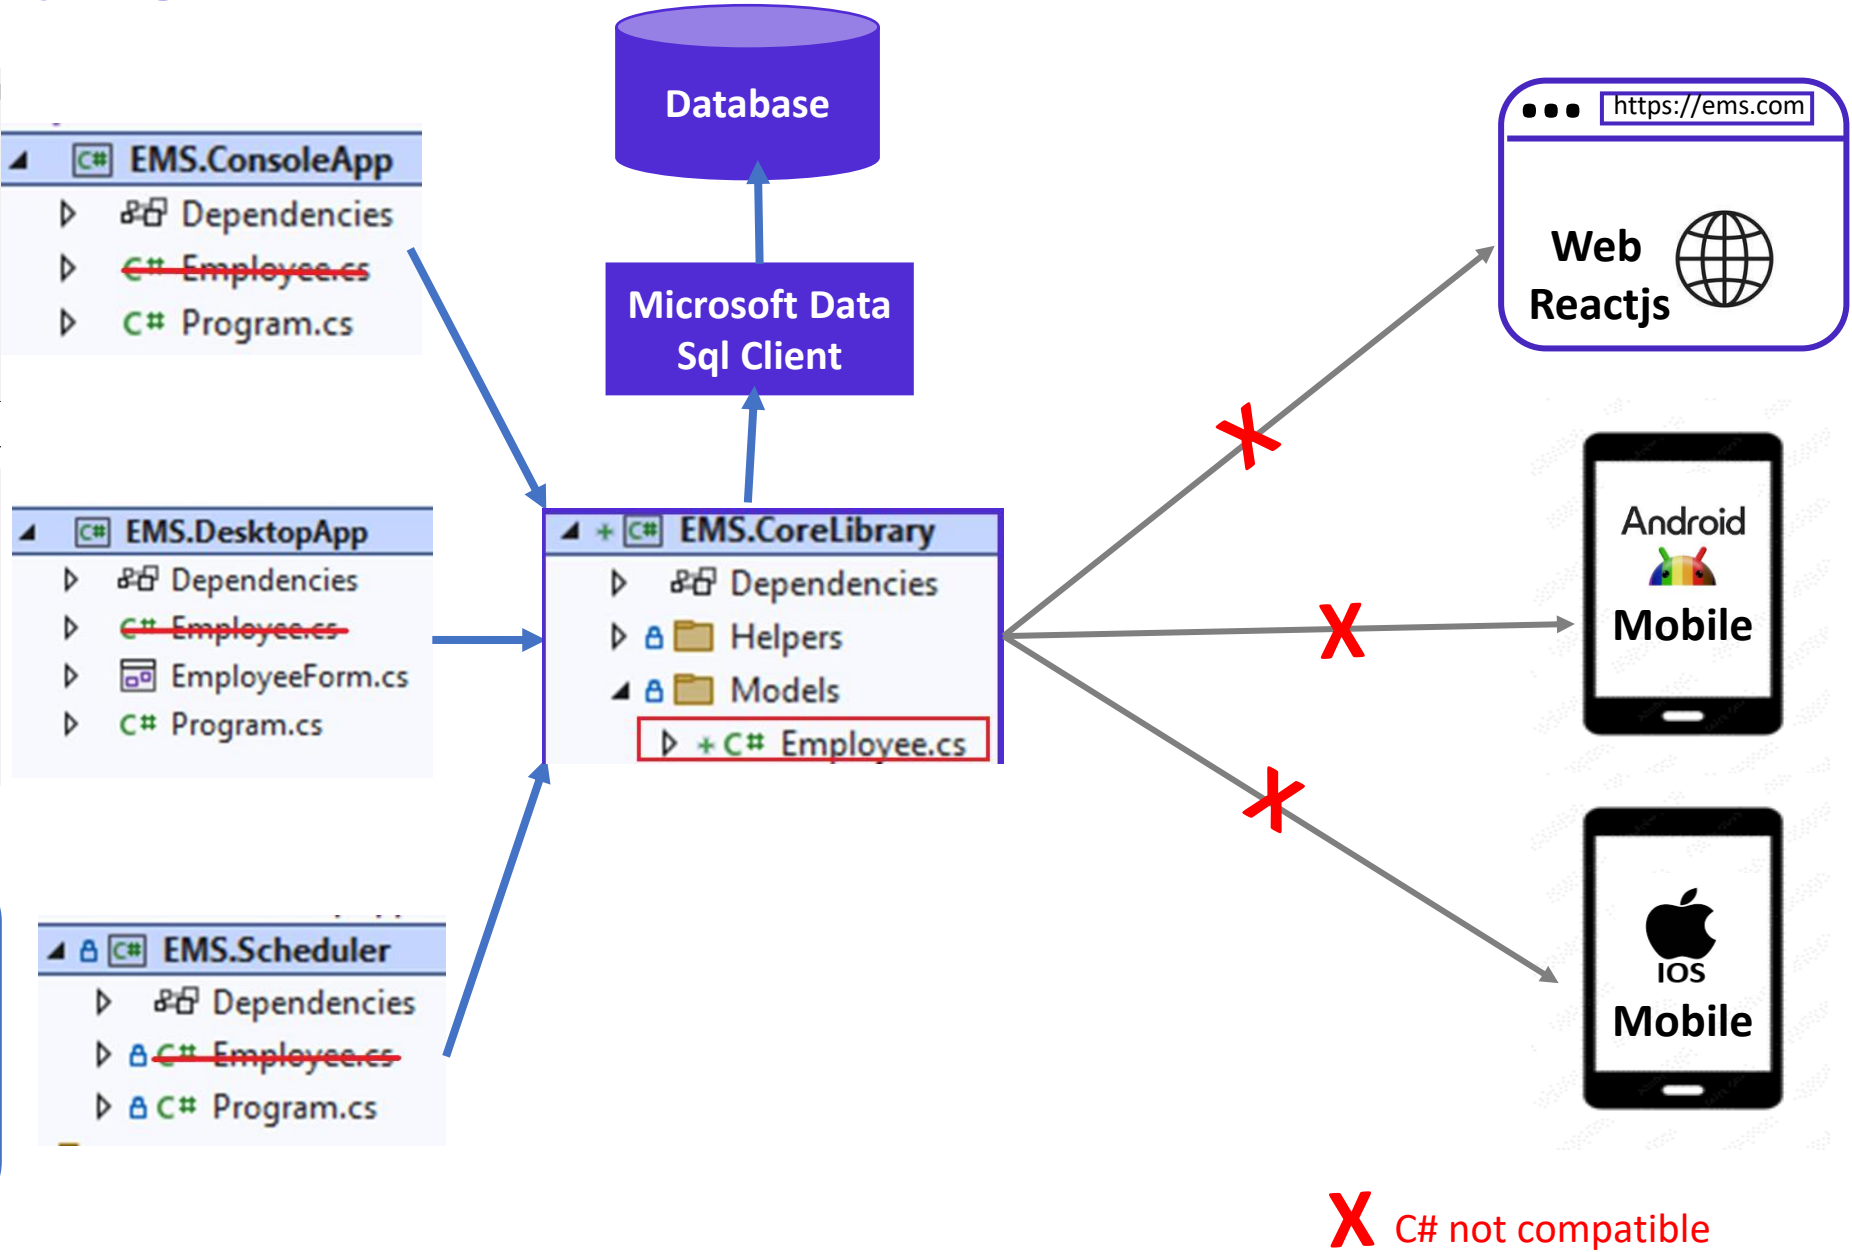 Database
Microsoft Data
Sql Client
EMS.ConsoleApp
Dependencies
C# Employee.cs
C# Program.cs
EMS.DesktopApp
Dependencies
C# Employee.cs
EmployeeForm.cs
C# Program.cs
EMS.Scheduler
Dependencies
C# Employee.cs
C# Program.cs
+ C# EMS.CoreLibrary
Dependencies
Helpers
Models
+ C# Employee.cs
https://ems.com
Web
Reactjs
Android
Mobile
IOS
Mobile
X
X
X
X C# not compatible